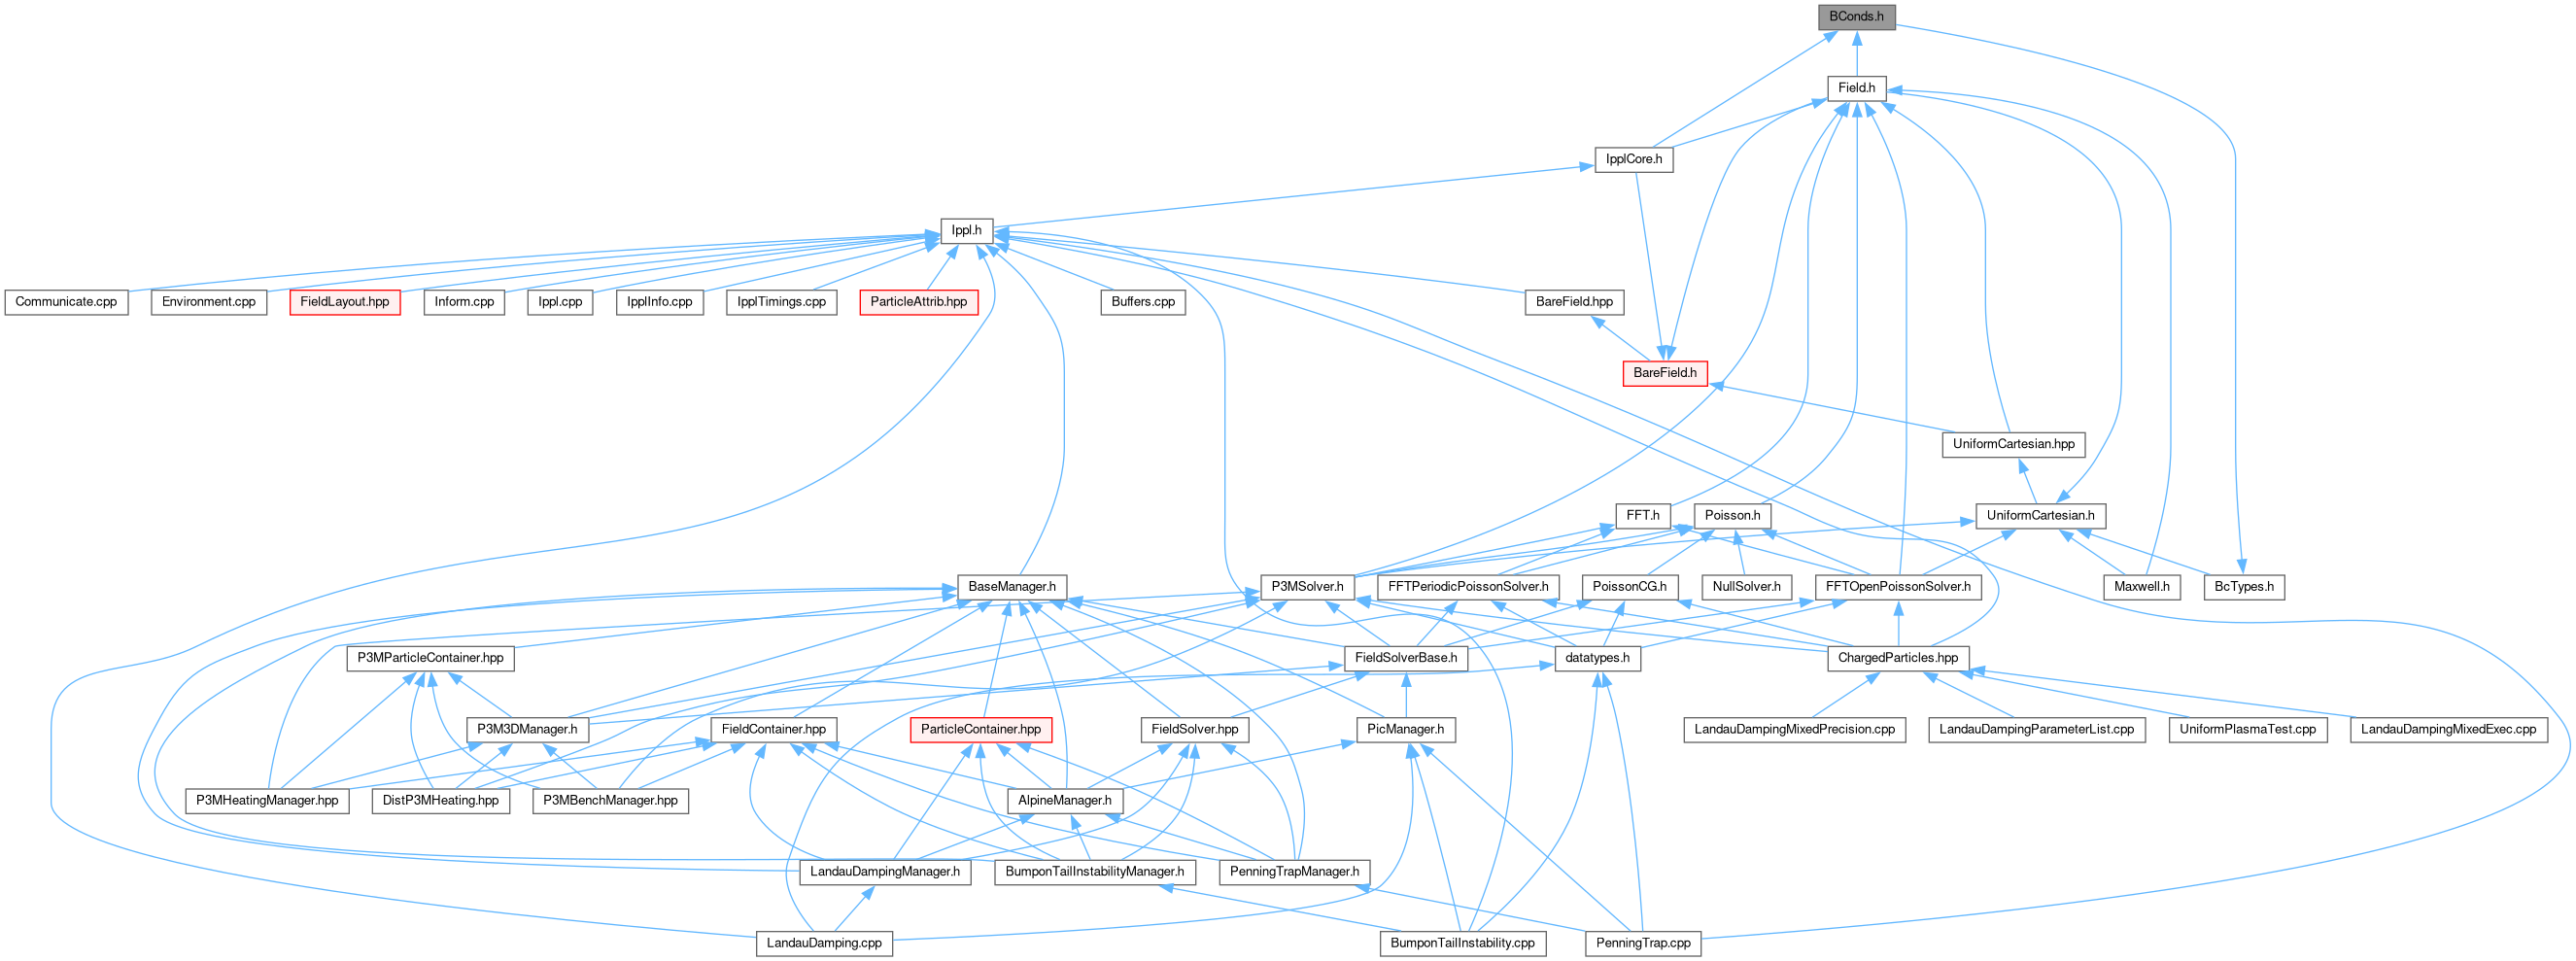 BConds.h
Field.h
IpplCore.h
Ippl.h
Communicate.cpp
Environment.cpp
FieldLayout.hpp
Inform.cpp
Ippl.cpp
IpplInfo.cpp
IpplTimings.cpp
ParticleAttrib.hpp
Buffers.cpp
BareField.hpp
BareField.h
UniformCartesian.hpp
FFT.h
Poisson.h
UniformCartesian.h
BaseManager.h
P3MSolver.h
FFTPeriodicPoissonSolver.h
PoissonCG.h
NullSolver.h
FFTOpenPoissonSolver.h
Maxwell.h
BcTypes.h
P3MParticleContainer.hpp
FieldSolverBase.h
datatypes.h
ChargedParticles.hpp
P3M3DManager.h
FieldContainer.hpp
ParticleContainer.hpp
FieldSolver.hpp
PicManager.h
LandauDampingMixedPrecision.cpp
LandauDampingParameterList.cpp
UniformPlasmaTest.cpp
LandauDampingMixedExec.cpp
P3MHeatingManager.hpp
DistP3MHeating.hpp
P3MBenchManager.hpp
AlpineManager.h
LandauDampingManager.h
BumponTailInstabilityManager.h
PenningTrapManager.h
LandauDamping.cpp
BumponTailInstability.cpp
PenningTrap.cpp